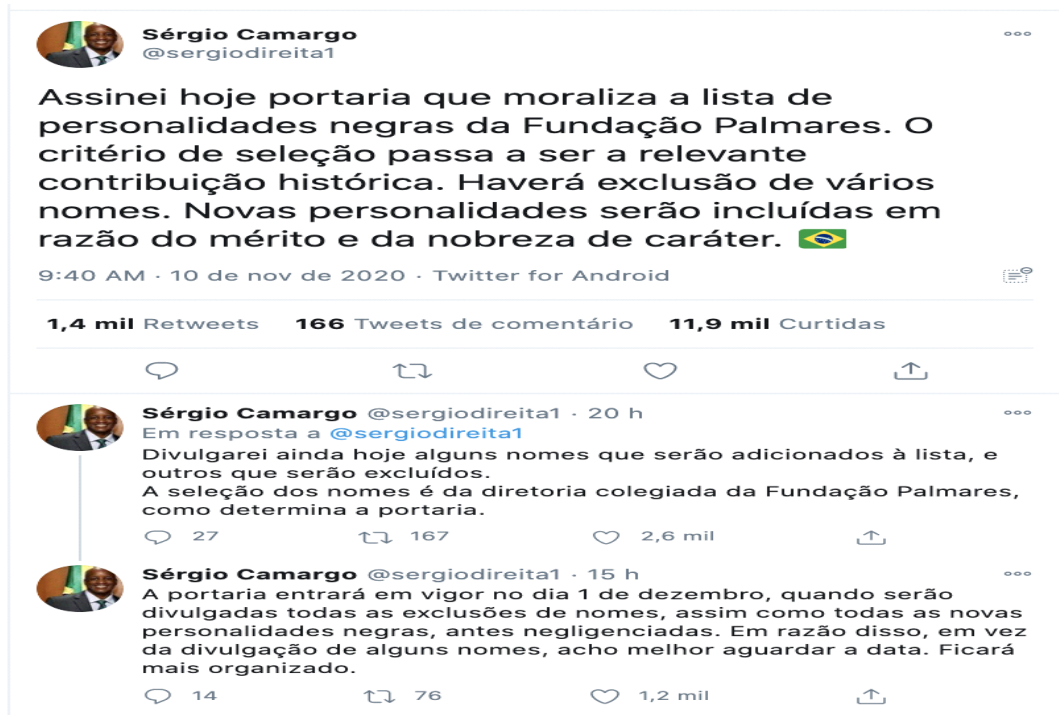 Sérgio Camargo
@sergiodireita1
Assinei hoje portaria que moraliza a lista de
personalidades negras da Fundação Palmares. O
critério de seleção passa a ser a relevante
contribuição histórica. Haverá exclusão de vários
nomes. Novas personalidades serão incluídas em
razão do mérito e da nobreza de caráter. 🇧🇷
9:40 AM · 10 de nov de 2020 · Twitter for Android
1,4 mil Retweets 166 Tweets de comentário 11,9 mil Curtidas
Sérgio Camargo @sergiodireita1 · 20 h
Em resposta a @sergiodireita1
Divulgarei ainda hoje alguns nomes que serão adicionados à lista, e
outros que serão excluídos.
A seleção dos nomes é da diretoria colegiada da Fundação Palmares,
como determina a portaria.
27 167 2,6 mil
Sérgio Camargo @sergiodireita1 · 15 h
A portaria entrará em vigor no dia 1 de dezembro, quando serão
divulgadas todas as exclusões de nomes, assim como todas as novas
personalidades negras, antes negligenciadas. Em razão disso, em vez
da divulgação de alguns nomes, acho melhor aguardar a data. Ficará
mais organizado.
14 76 1,2 mil